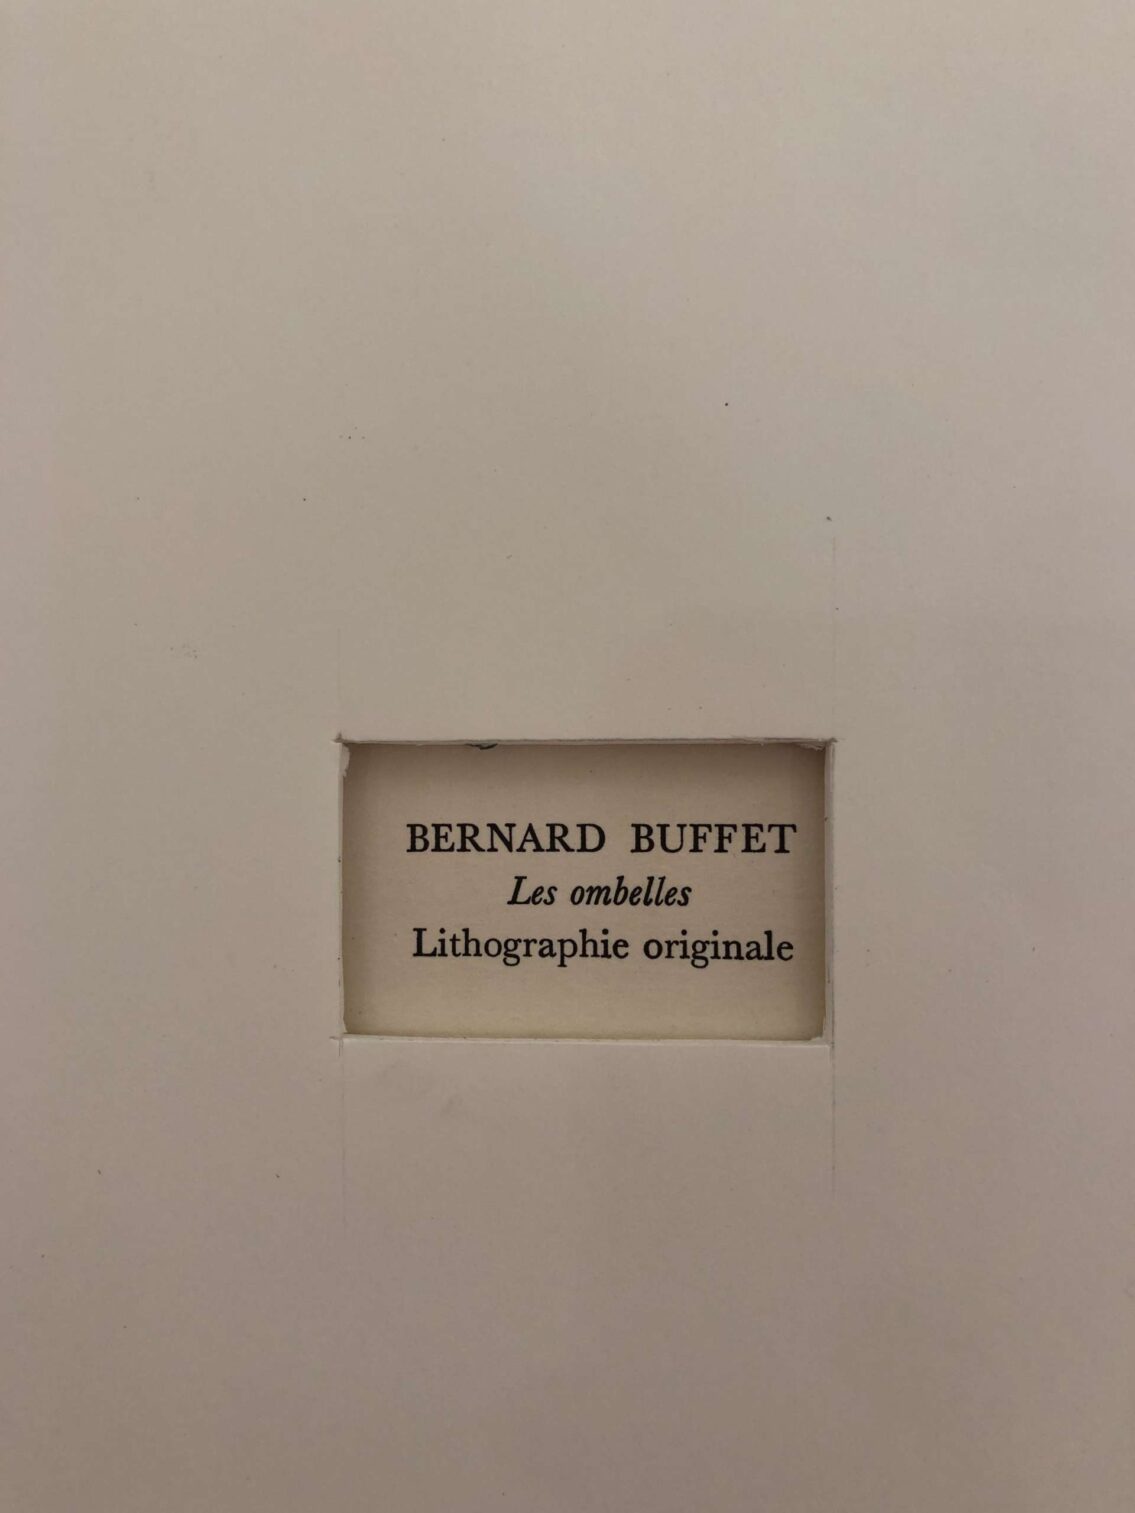 BERNARD BUFFET
Les ombelles
Lithographie originale